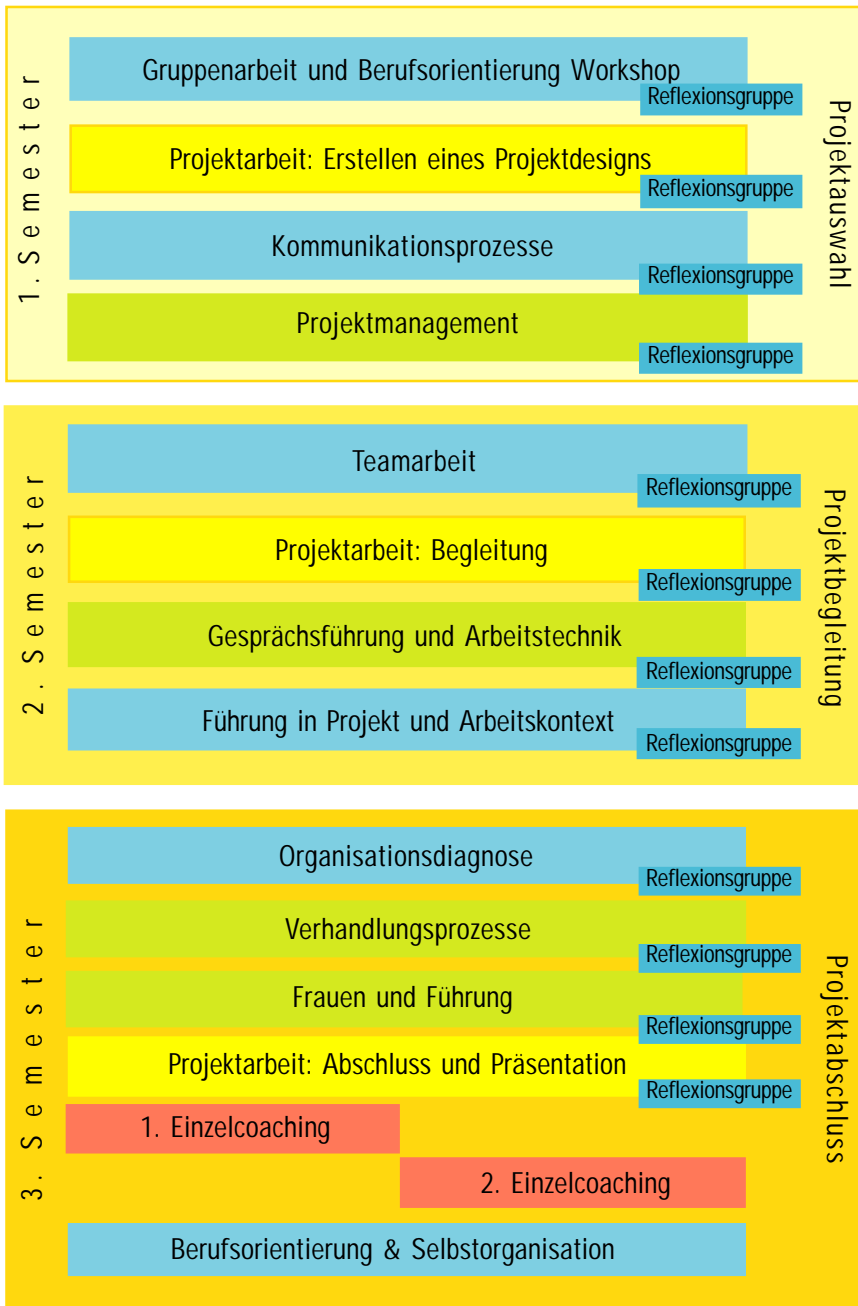 1. Semester
Gruppenarbeit und Berufsorientierung Workshop
Reflexionsgruppe
Projektarbeit: Erstellen eines Projektdesigns
Reflexionsgruppe
Kommunikationsprozesse
Reflexionsgruppe
Projektmanagement
Reflexionsgruppe
Projektauswahl
2. Semester
Teamarbeit
Reflexionsgruppe
Projektarbeit: Begleitung
Reflexionsgruppe
Gesprächsführung und Arbeitstechnik
Reflexionsgruppe
Führung in Projekt und Arbeitskontext
Reflexionsgruppe
Projektbegleitung
3. Semester
Organisationsdiagnose
Reflexionsgruppe
Verhandlungsprozesse
Reflexionsgruppe
Frauen und Führung
Reflexionsgruppe
Projektarbeit: Abschluss und Präsentation
Reflexionsgruppe
1. Einzelcoaching
2. Einzelcoaching
Berufsorientierung & Selbstorganisation
Projektabschluss